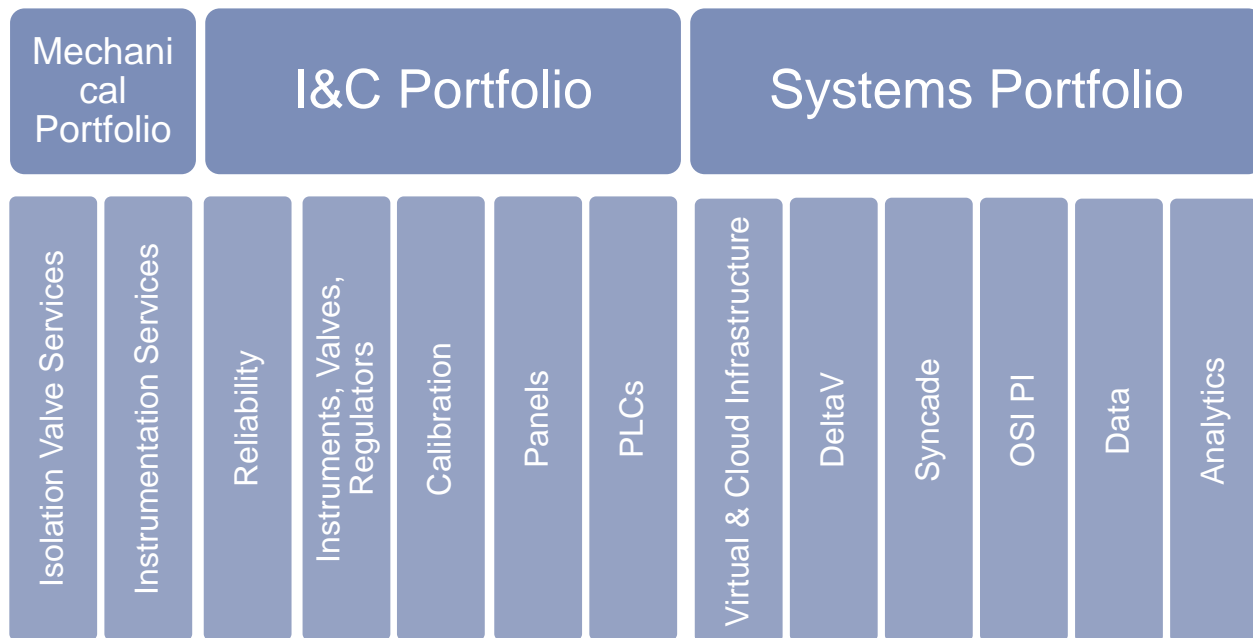 Mechani
cal
Portfolio
I&C Portfolio
Systems Portfolio
Isolation Valve Services
Instrumentation Services
Reliability
Instruments, Valves,
Regulators
Calibration
Panels
PLCs
Virtual & Cloud Infrastructure
DeltaV
Syncade
OSI PI
Data
Analytics